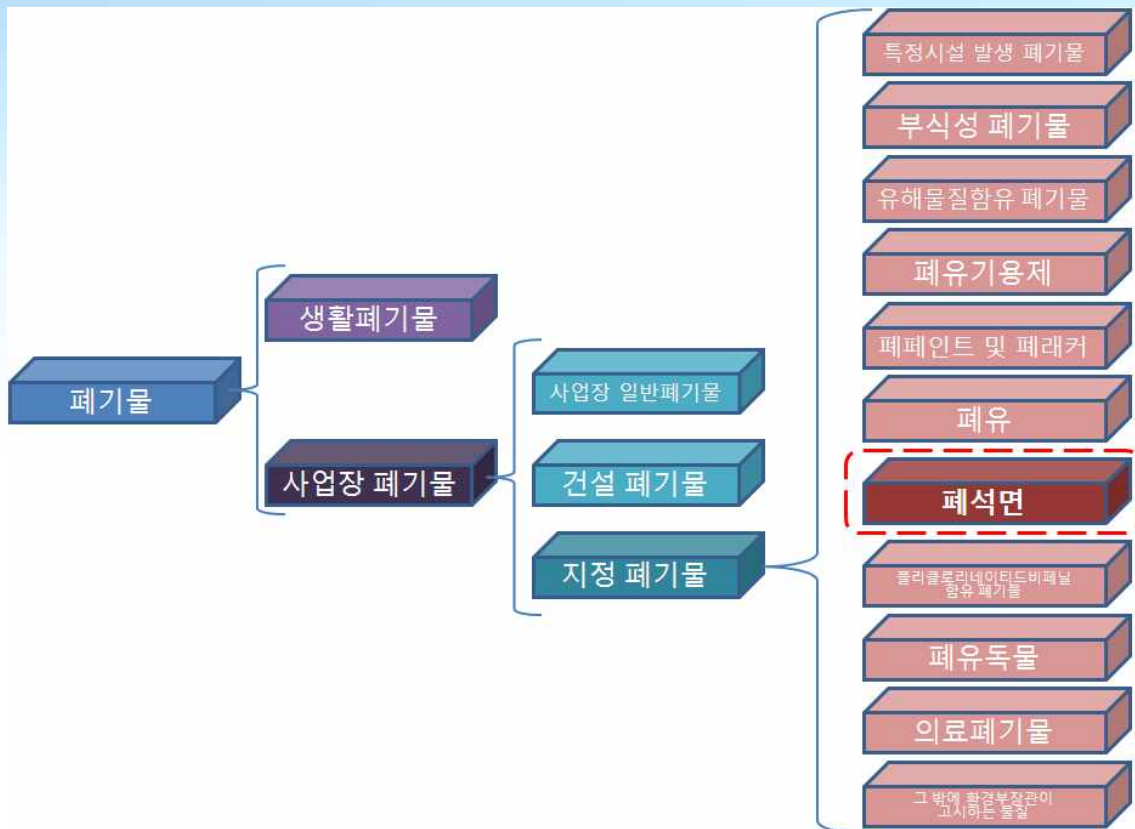 폐기물
생활폐기물
사업장 폐기물
사업장 일반폐기물
건설 폐기물
지정 폐기물
특정시설 발생 폐기물
부식성 폐기물
유해물질함유 폐기물
폐유기용제
폐페인트 및 폐래커
폐유
폐석면
폴리클로리네이티드비페닐
함유 폐기물
폐유독물
의료폐기물
그 밖에 환경부장관이
고시하는 물질